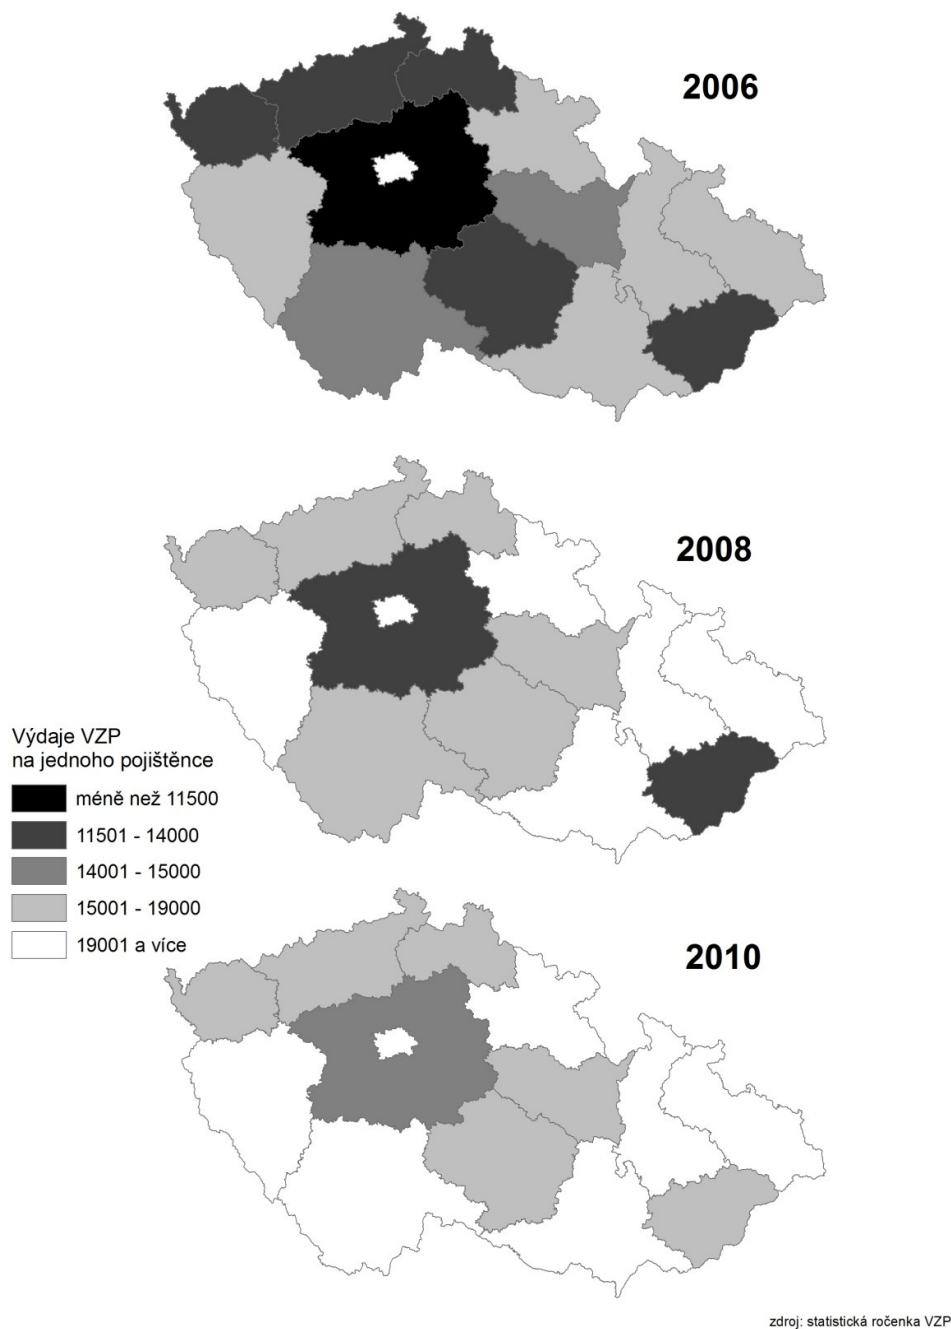 2006
2008
Výdaje VZP
na jednoho pojištěnce
méně než 11500
11501 - 14000
14001 - 15000
15001 - 19000
19001 a více
2010
zdroj: statistická ročenka VZP